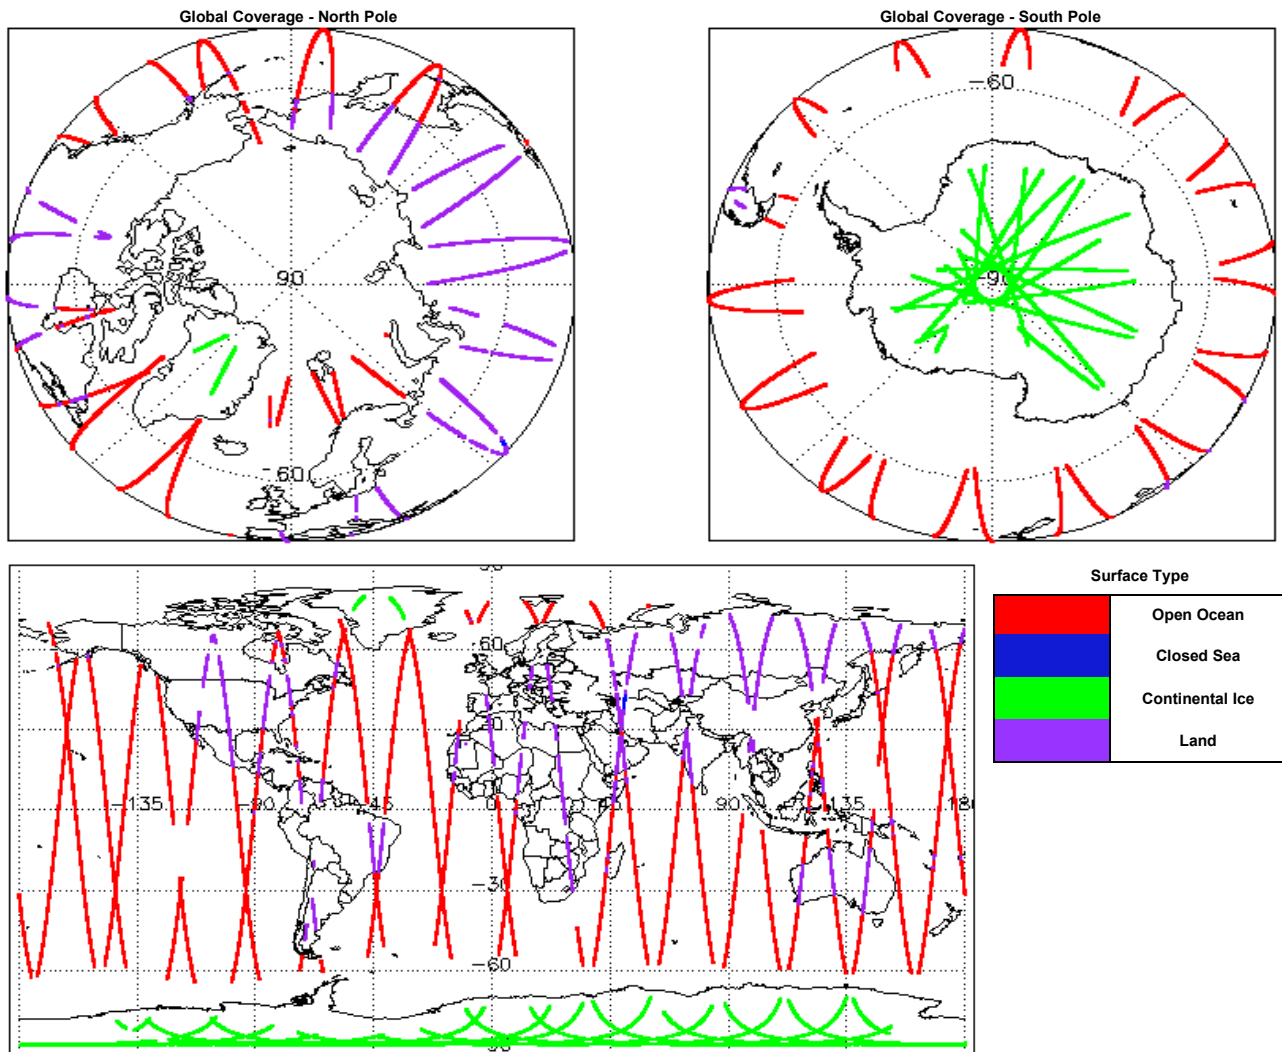 Global Coverage - North Pole
Global Coverage - South Pole
90
60
-60
-90
60
-135
-90
-45
0
45
90
135
180
-30
-60
Surface Type
Open Ocean
Closed Sea
Continental Ice
Land